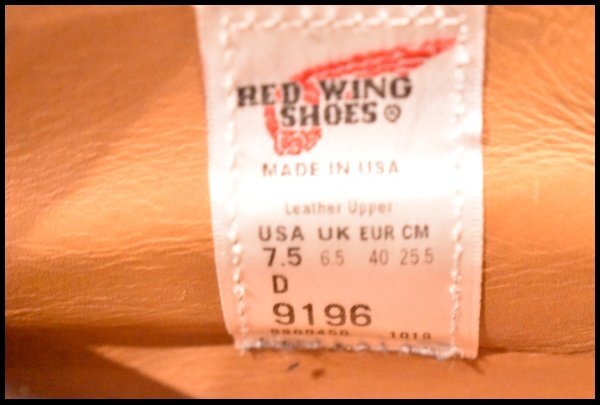 RED WING
SHOES
MADE IN USA
Leather Upper
USA UK EUR CM
7.5 6.5 40 25.5
D
9196
1019